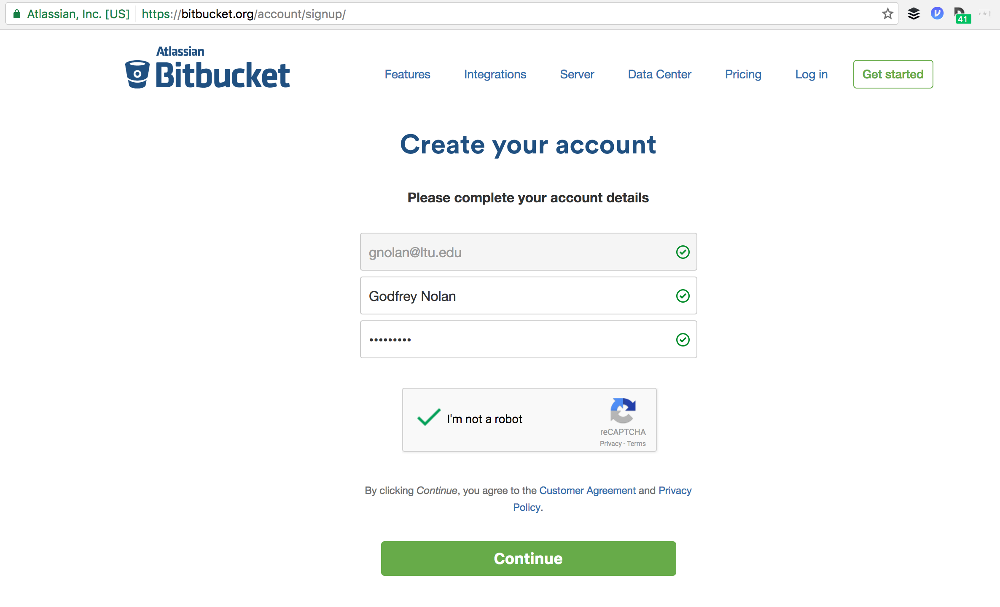 Atlassian, Inc. [US] https://bitbucket.org/account/signup/
41
Atlassian
Bitbucket
Features Integrations Server Data Center Pricing Log in Get started
Create your account
Please complete your account details
gnolan@ltu.edu
Godfrey Nolan
•••••••••
I'm not a robot
reCAPTCHA
Privacy - Terms
By clicking Continue, you agree to the Customer Agreement and Privacy
Policy.
Continue